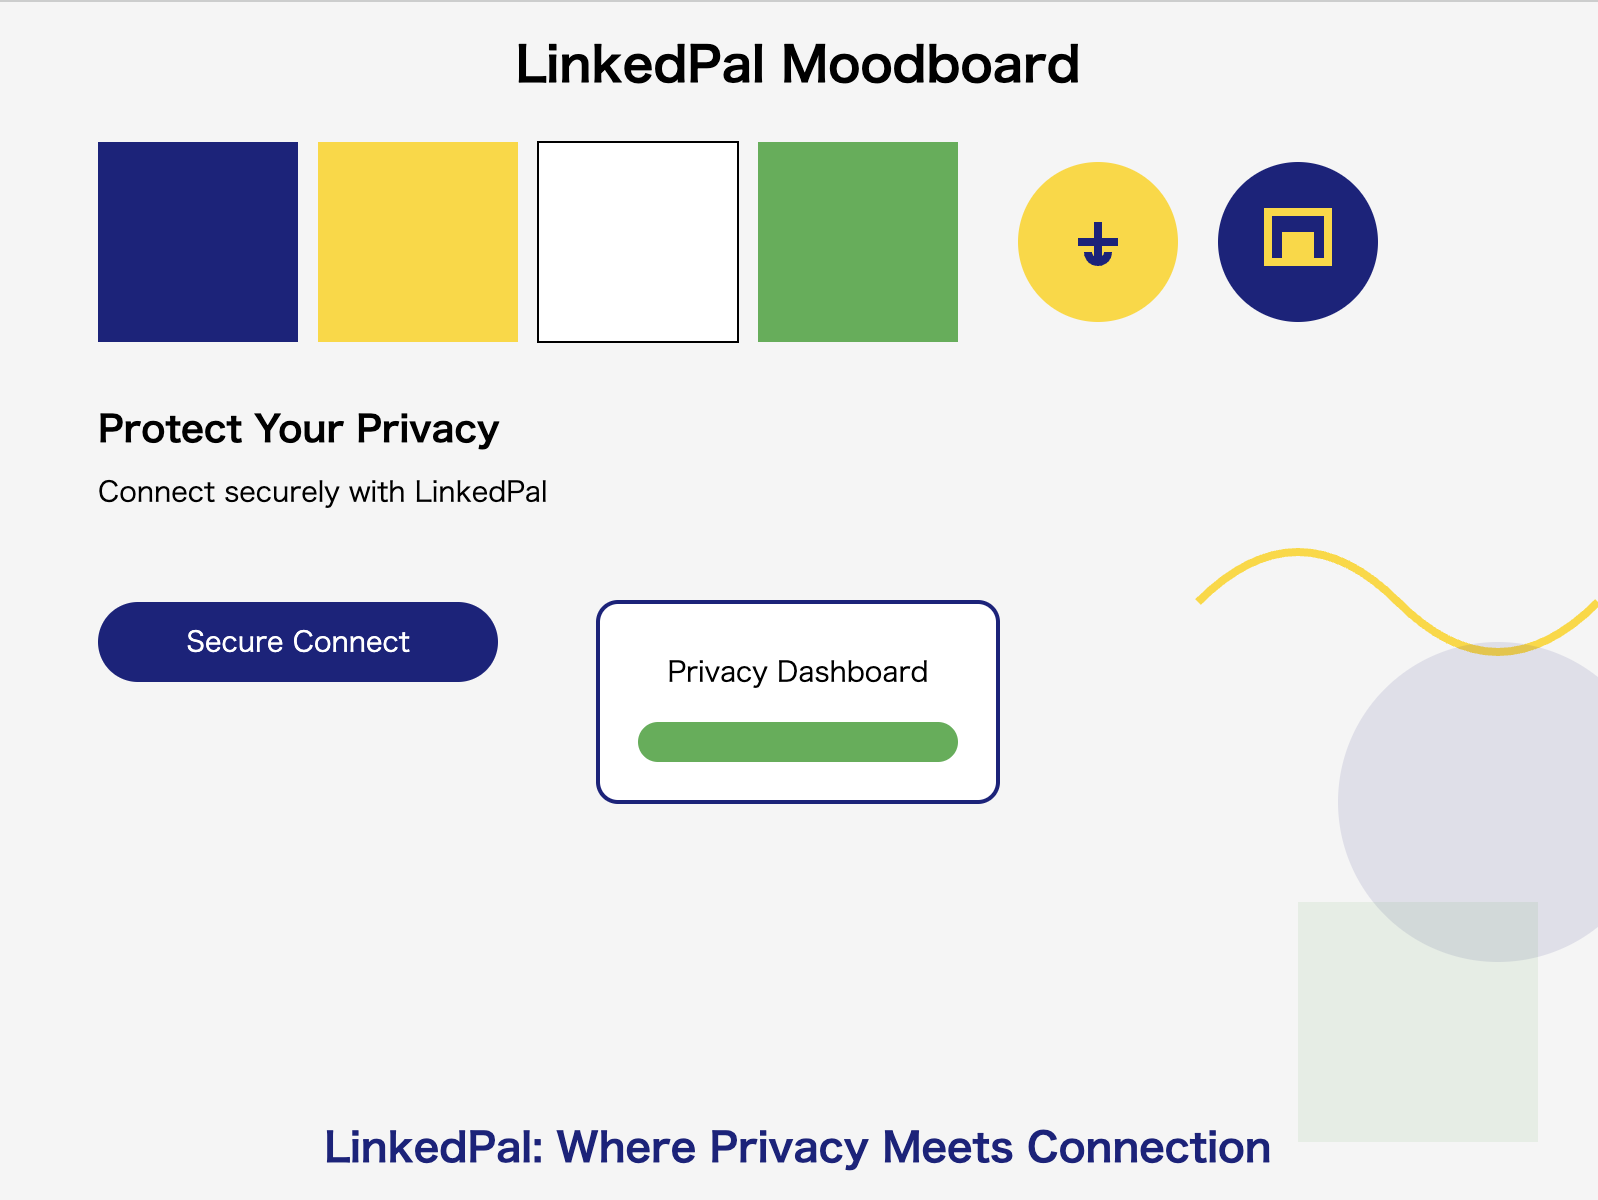 LinkedPal Moodboard
Protect Your Privacy
Connect securely with LinkedPal
Secure Connect
Privacy Dashboard
LinkedPal: Where Privacy Meets Connection